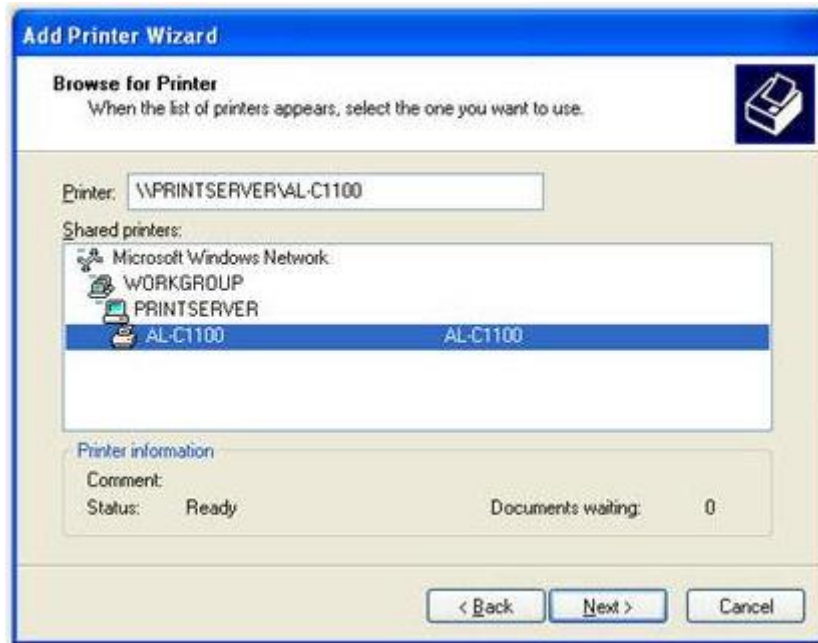 Add Printer Wizard
Browse for Printer
When the list of printers appears, select the one you want to use.
Printer: \\PRINTSERVER\AL-C1100
Shared printers:
Microsoft Windows Network
WORKGROUP
PRINTSERVER
AL-C1100 AL-C1100
Printer information
Comment:
Status: Ready Documents waiting: 0
< Back Next > Cancel